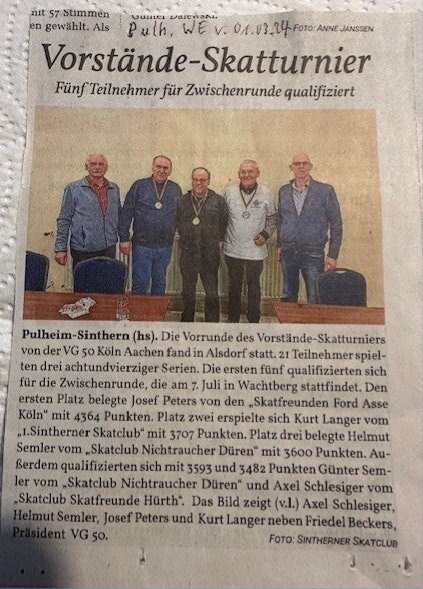 nit 57 Stimmen
en gewählt. Als
Günter Dalewski.
Pulh. WE v. 01.03.24
FOTO: ANNE JANSSEN
Vorstände-Skatturnier
Fünf Teilnehmer für Zwischenrunde qualifiziert
Pulheim-Sinthern (hs). Die Vorrunde des Vorstände-Skatturniers
von der VG 50 Köln Aachen fand in Alsdorf statt. 21 Teilnehmer spiel-
ten drei achtundvierziger Serien. Die ersten fünf qualifizierten sich
für die Zwischenrunde, die am 7. Juli in Wachtberg stattfindet. Den
ersten Platz belegte Josef Peters von den „Skatfreunden Ford Asse
Köln" mit 4364 Punkten. Platz zwei erspielte sich Kurt Langer vom
„1.Sintherner Skatclub" mit 3707 Punkten. Platz drei belegte Helmut
Semler vom „Skatclub Nichtraucher Düren" mit 3600 Punkten. Au-
ßerdem qualifizierten sich mit 3593 und 3482 Punkten Günter Sem-
ler vom „Skatclub Nichtraucher Düren" und Axel Schlesiger vom
„Skatclub Skatfreunde Hürth". Das Bild zeigt (v.l.) Axel Schlesiger,
Helmut Semler, Josef Peters und Kurt Langer neben Friedel Beckers,
Präsident VG 50.
FOTO: SINTHERNER SKATCLUB